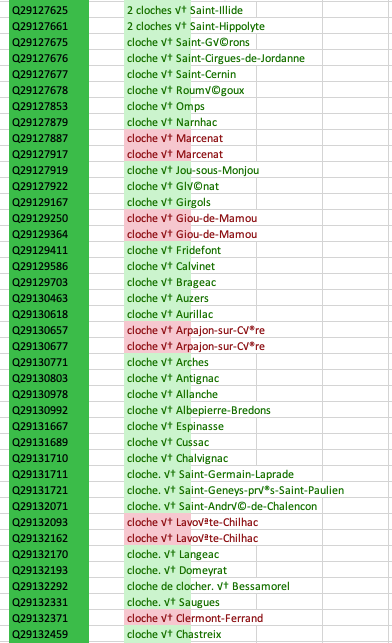 Q29127625 2 cloches √† Saint-Illide
Q29127661 2 cloches √† Saint-Hippolyte
Q29127675 cloche √† Saint-G√©rons
Q29127676 cloche √† Saint-Cirgues-de-Jordanne
Q29127677 cloche √† Saint-Cernin
Q29127678 cloche √† Roum√©goux
Q29127853 cloche √† Omps
Q29127879 cloche √† Narnhac
Q29127887 cloche √† Marcenat
Q29127917 cloche √† Marcenat
Q29127919 cloche √† Jou-sous-Monjou
Q29127922 cloche √† Gl√©nat
Q29129167 cloche √† Girgols
Q29129250 cloche √† Giou-de-Mamou
Q29129364 cloche √† Giou-de-Mamou
Q29129411 cloche √† Fridefont
Q29129586 cloche √† Calvinet
Q29129703 cloche √† Brageac
Q29130463 cloche √† Auzers
Q29130618 cloche √† Aurillac
Q29130657 cloche √† Arpajon-sur-C√®re
Q29130677 cloche √† Arpajon-sur-C√®re
Q29130771 cloche √† Arches
Q29130803 cloche √† Antignac
Q29130978 cloche √† Allanche
Q29130992 cloche √† Albepierre-Bredons
Q29131667 cloche √† Espinasse
Q29131689 cloche √† Cussac
Q29131710 cloche √† Chalvignac
Q29131711 cloche. √† Saint-Germain-Laprade
Q29131721 cloche. √† Saint-Geneys-pr√®s-Saint-Paulien
Q29132071 cloche. √† Saint-Andr√©-de-Chalencon
Q29132093 cloche √† Lavo√ªte-Chilhac
Q29132162 cloche √† Lavo√ªte-Chilhac
Q29132170 cloche. √† Langeac
Q29132193 cloche. √† Domeyrat
Q29132292 cloche de clocher. √† Bessamorel
Q29132331 cloche. √† Saugues
Q29132371 cloche √† Clermont-Ferrand
Q29132459 cloche √† Chastreix